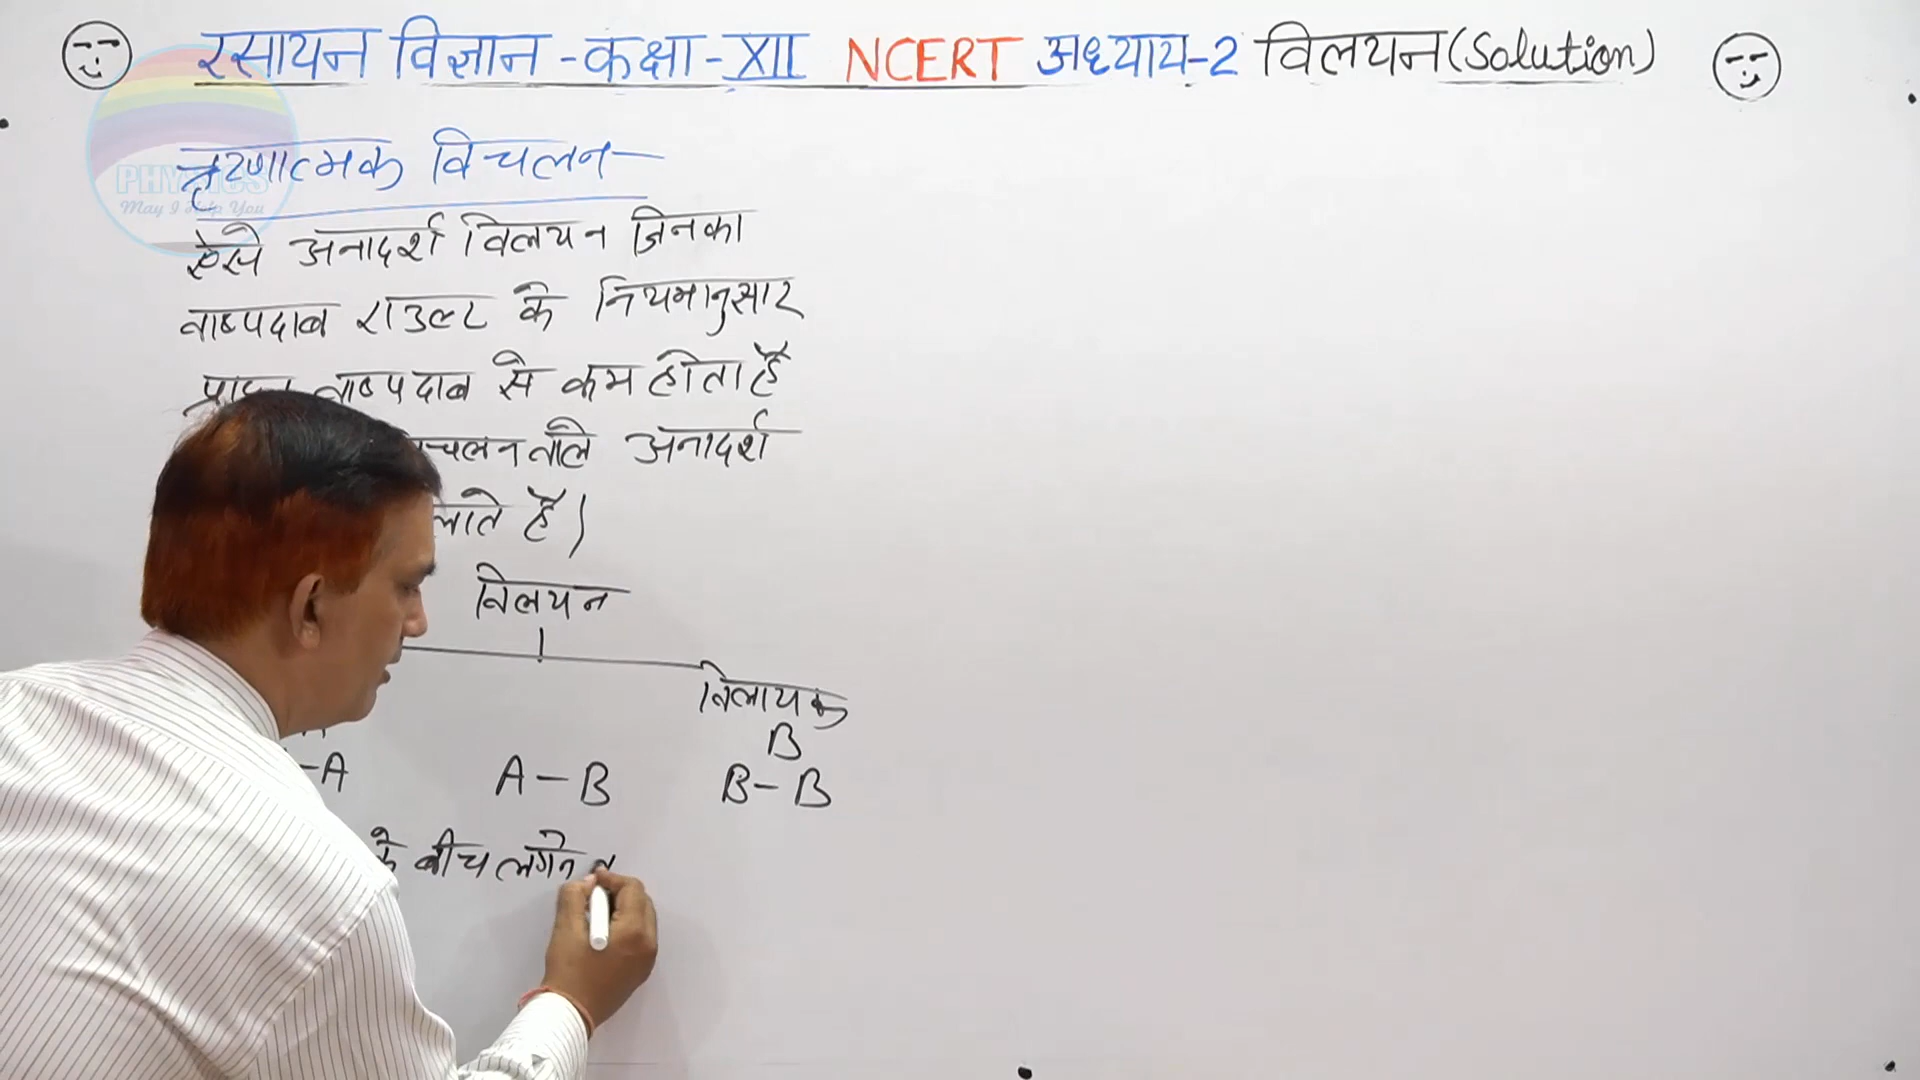 रसायन विज्ञान - कक्षा - XII NCERT अध्याय-2 विलयन (Solution)
ऋणात्मक विचलन—
PHYSICS
May I Help You
ऐसे अनादर्श विलयन जिनका
वाष्पदाब राउल्ट के नियमानुसार
प्राप्त वाष्पदाब से कम होता है
चलन वाले अनादर्श
लाते हैं।
विलयन
विलायक
B
-A A-B B-B
के बीच लगने व